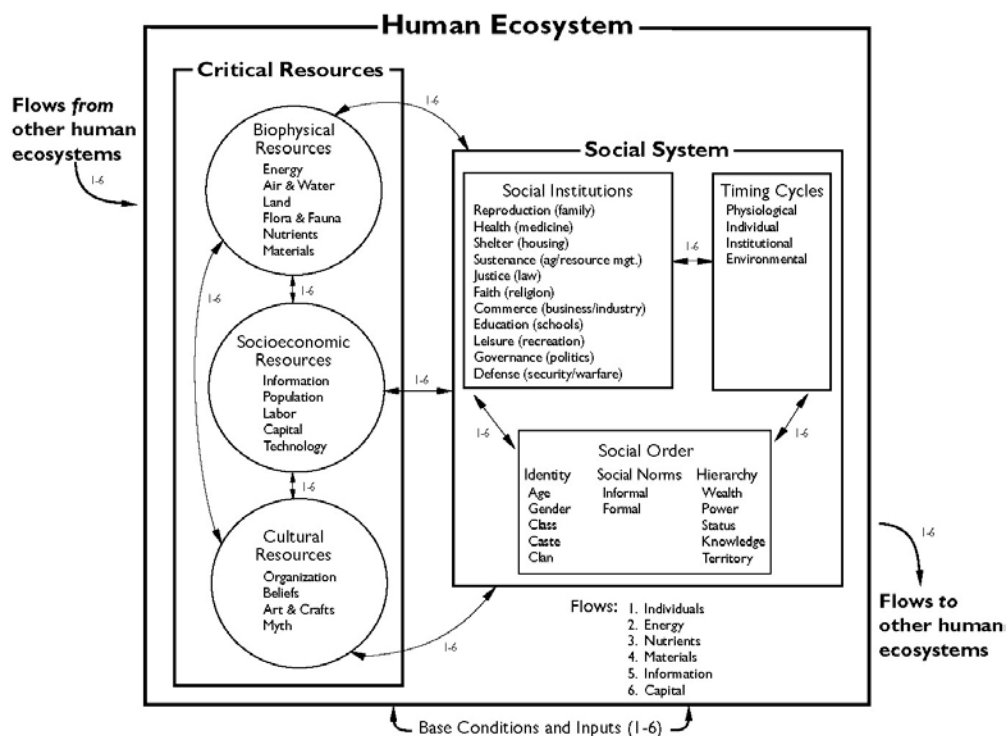 Human Ecosystem
Critical Resources
Flows from
other human
ecosystems
1-6
Biophysical
Resources
Energy
Air & Water
Land
Flora & Fauna
Nutrients
Materials
1-6
1-6
1-6
Socioeconomic
Resources
Information
Population
Labor
Capital
Technology
1-6
1-6
Cultural
Resources
Organization
Beliefs
Art & Crafts
Myth
1-6
Social System
Social Institutions
Reproduction (family)
Health (medicine)
Shelter (housing)
Sustenance (ag/resource mgt.)
Justice (law)
Faith (religion)
Commerce (business/industry)
Education (schools)
Leisure (recreation)
Governance (politics)
Defense (security/warfare)
1-6
Timing Cycles
Physiological
Individual
Institutional
Environmental
1-6
1-6
Social Order
Identity
Age
Gender
Class
Caste
Clan
Social Norms
Informal
Formal
Hierarchy
Wealth
Power
Status
Knowledge
Territory
Flows:
1. Individuals
2. Energy
3. Nutrients
4. Materials
5. Information
6. Capital
1-6
Flows to
other human
ecosystems
Base Conditions and Inputs (1-6)